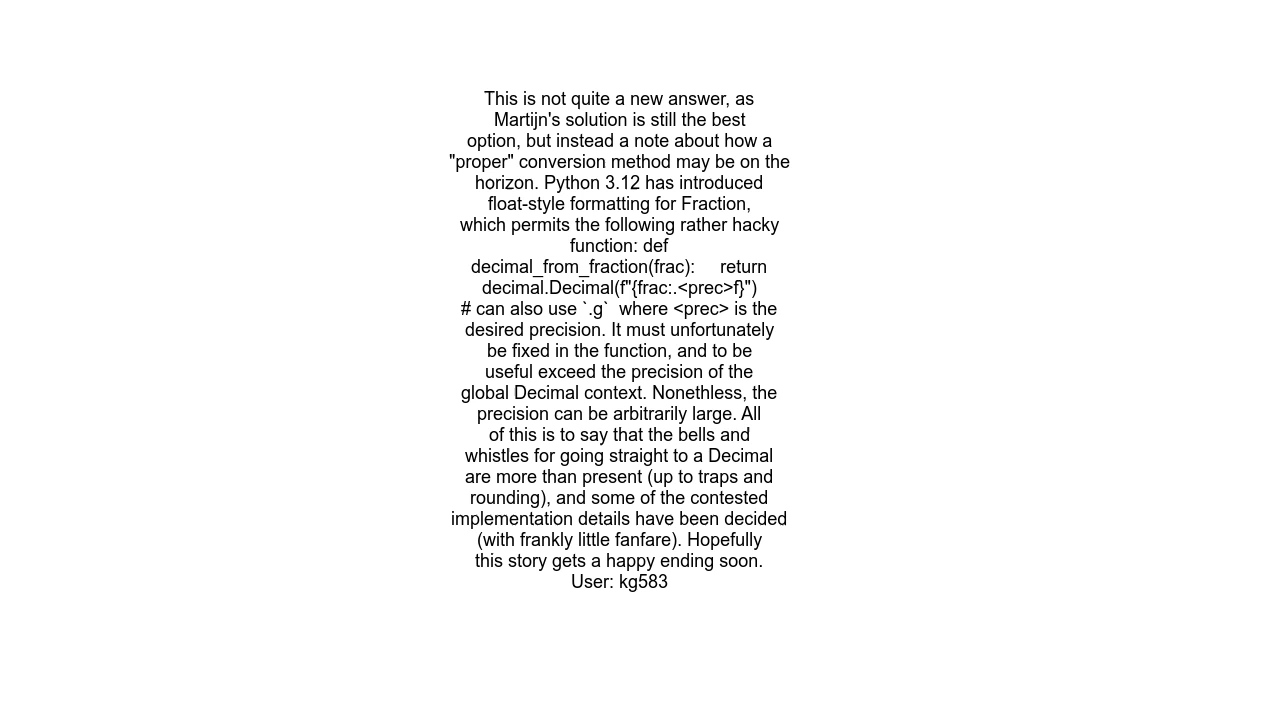 This is not quite a new answer, as
Martijn's solution is still the best
option, but instead a note about how a
"proper" conversion method may be on the
horizon. Python 3.12 has introduced
float-style formatting for Fraction,
which permits the following rather hacky
function: def
decimal_from_fraction(frac):     return
decimal.Decimal(f"{frac:.<prec>f}")
# can also use `.g`  where <prec> is the
desired precision. It must unfortunately
be fixed in the function, and to be
useful exceed the precision of the
global Decimal context. Nonethless, the
precision can be arbitrarily large. All
of this is to say that the bells and
whistles for going straight to a Decimal
are more than present (up to traps and
rounding), and some of the contested
implementation details have been decided
(with frankly little fanfare). Hopefully
this story gets a happy ending soon.
User: kg583